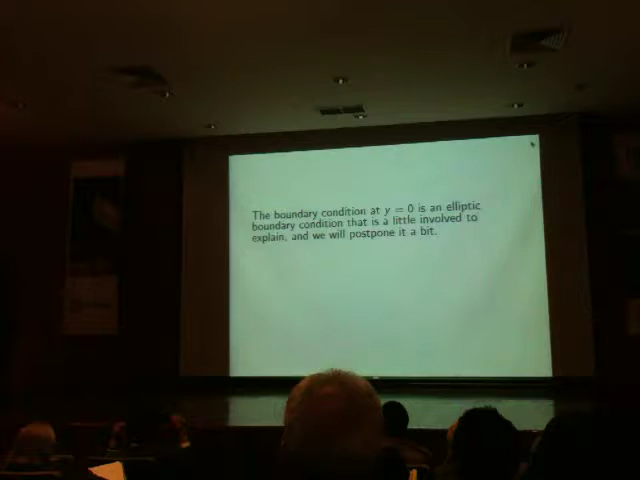 The boundary condition at y = 0 is an elliptic
boundary condition that is a little involved to
explain, and we will postpone it a bit.